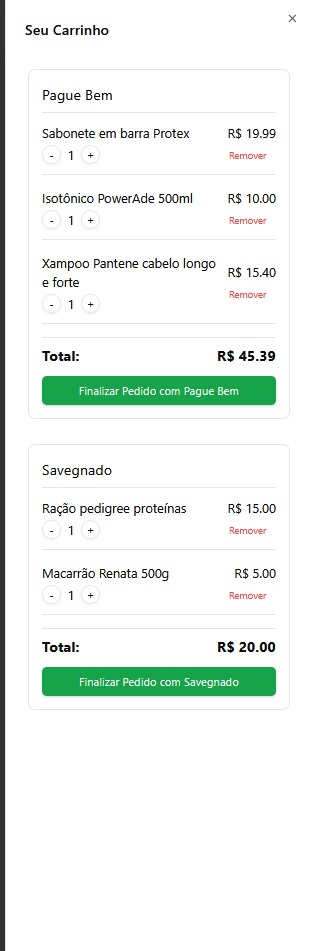 ×
Seu Carrinho
Pague Bem
Sabonete em barra Protex R$ 19.99
- 1 + Remover
Isotônico PowerAde 500ml R$ 10.00
- 1 + Remover
Xampoo Pantene cabelo longo
e forte R$ 15.40
- 1 + Remover
Total: R$ 45.39
Finalizar Pedido com Pague Bem
Savegnado
Ração pedigree proteínas R$ 15.00
- 1 + Remover
Macarrão Renata 500g R$ 5.00
- 1 + Remover
Total: R$ 20.00
Finalizar Pedido com Savegnado